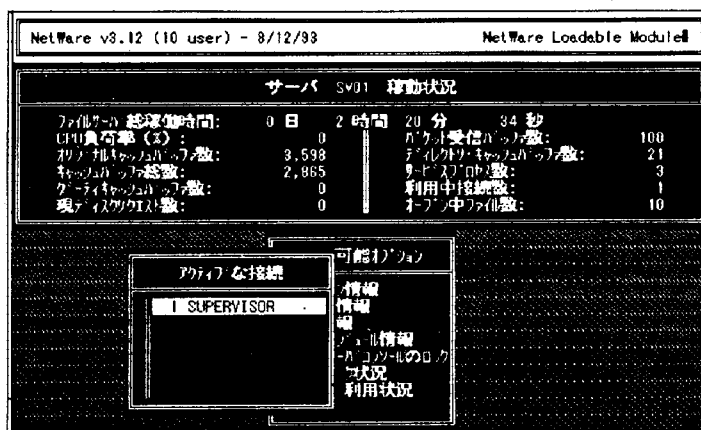 NetWare v3.12 (10 user) - 8/12/93 NetWare Loadable Module
サーバ SV01 稼動状況
ファイルサーバ総稼働時間: 0 日 2 時間 20 分 34 秒
CPU負荷率 (%) : 0 パケット受信バッファ数: 100
オリジナルキャッシュバッファ数: 3,598 ディレクトリ・キャッシュバッファ数: 21
キャッシュバッファ総数: 2,865 サービスプロセス数: 3
ダーティキャッシュバッファ数: 0 利用中接続数: 1
現ディスクリクエスト数: 0 オープン中ファイル数: 10
可能オプション
アクティブな接続
情報
1 SUPERVISOR
情報
報
ジュール情報
ーバコンソールのロック
状況
利用状況